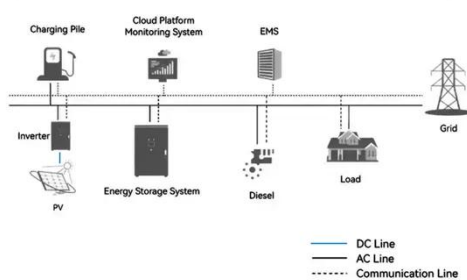 Charging Pile
Cloud Platform
Monitoring System
EMS
Grid
Inverter
PV
Energy Storage System
Diesel
Load
DC Line
AC Line
Communication Line